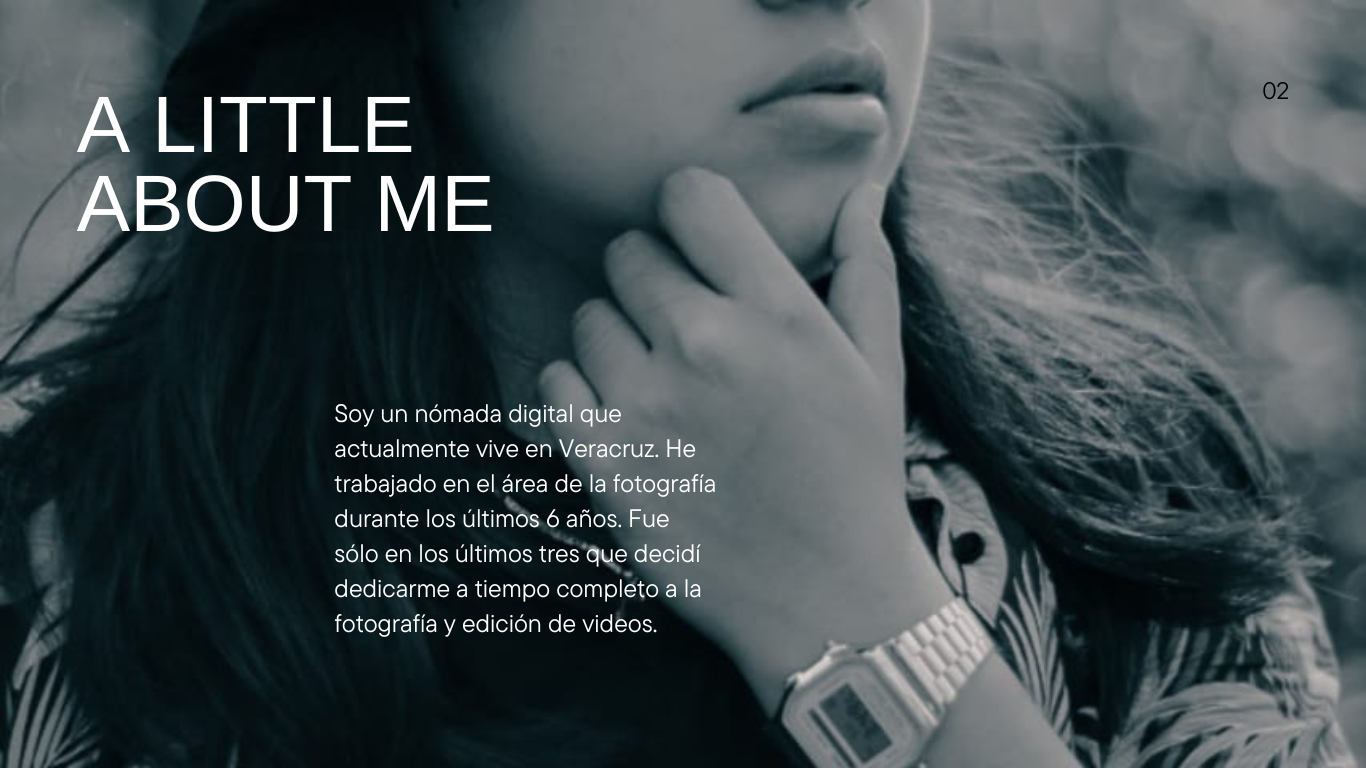 A LITTLE
ABOUT ME
02
Soy un nómada digital que
actualmente vive en Veracruz. He
trabajado en el área de la fotografía
durante los últimos 6 años. Fue
sólo en los últimos tres que decidí
dedicarme a tiempo completo a la
fotografía y edición de videos.